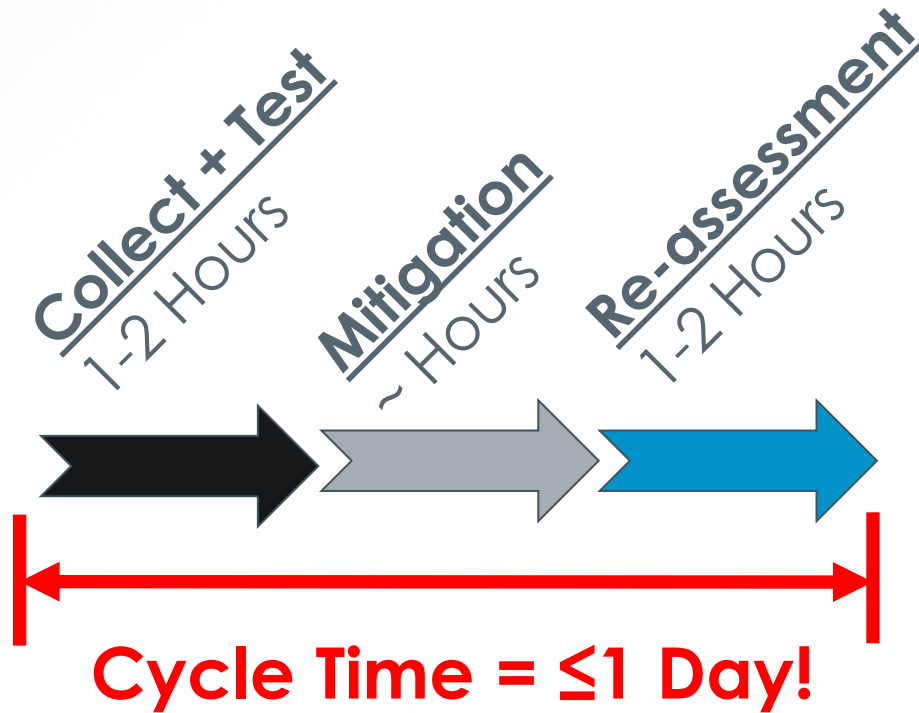 Collect + Test
1-2 Hours
Mitigation
~ Hours
Re-assessment
1-2 Hours
Cycle Time = ≤1 Day!